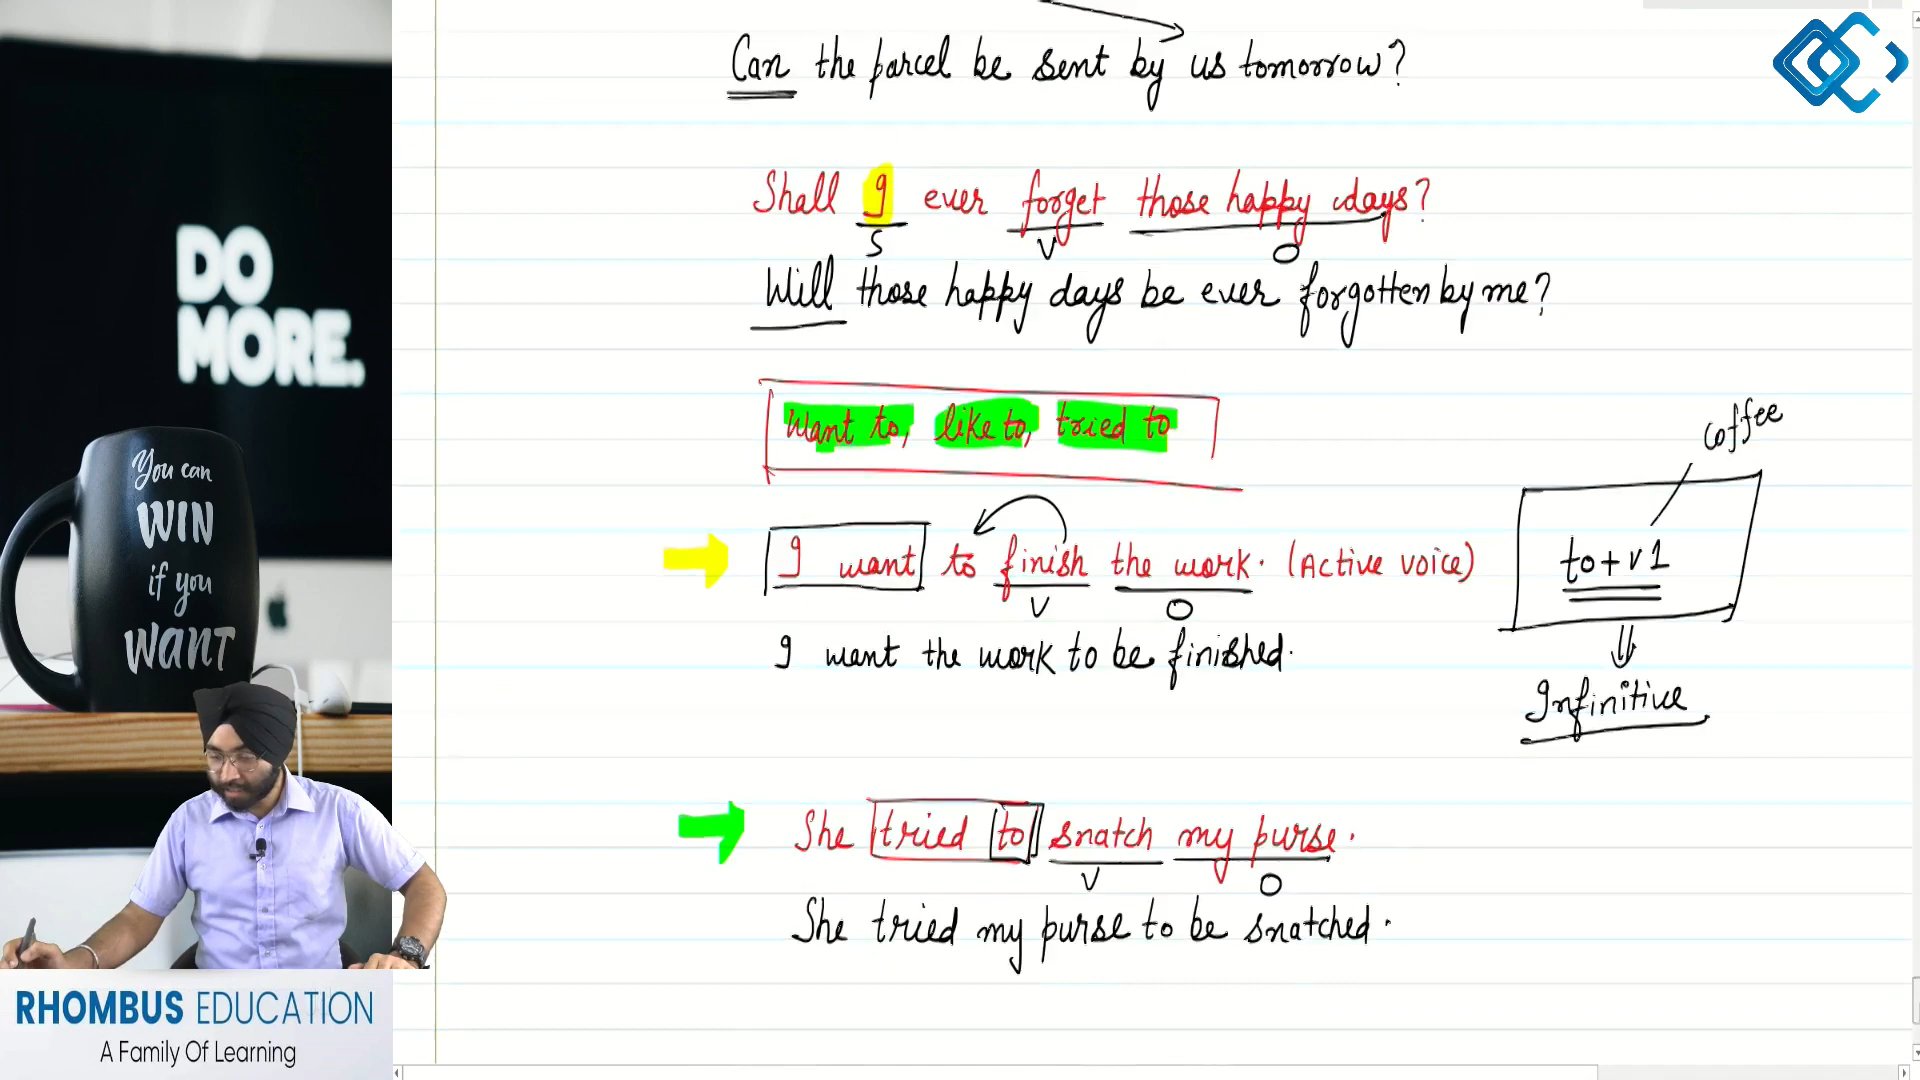 Can the parcel be sent by us tomorrow?
Shall I ever forget those happy days?
S V O
Will those happy days be ever forgotten by me?
Want to, like to, tried to
coffee
I want to finish the work. (Active voice)
V O
to+v1
I want the work to be finished.
Infinitive
She tried to snatch my purse.
V O
She tried my purse to be snatched.
DO
MORE.
You can
WIN
if you
WANT
RHOMBUS EDUCATION
A Family Of Learning